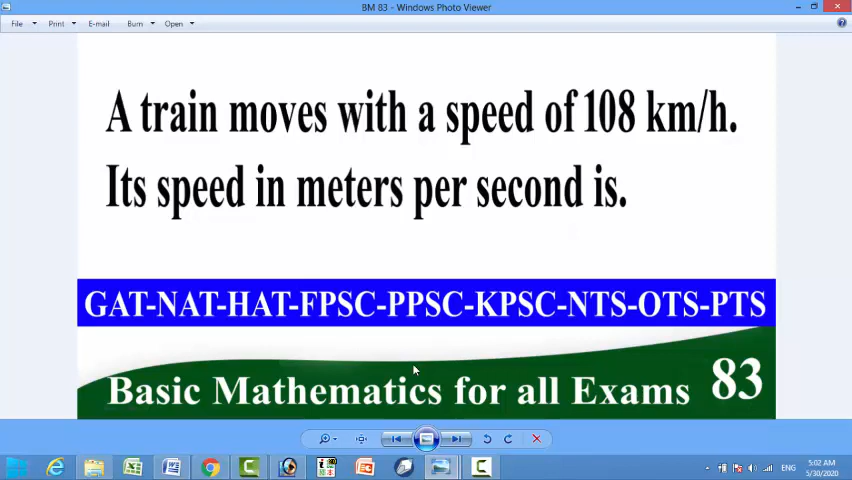 BM 83 - Windows Photo Viewer
File Print E-mail Burn Open
A train moves with a speed of 108 km/h.
Its speed in meters per second is.
GAT-NAT-HAT-FPSC-PPSC-KPSC-NTS-OTS-PTS
Basic Mathematics for all Exams 83
ENG 5:02 AM
5/30/2020